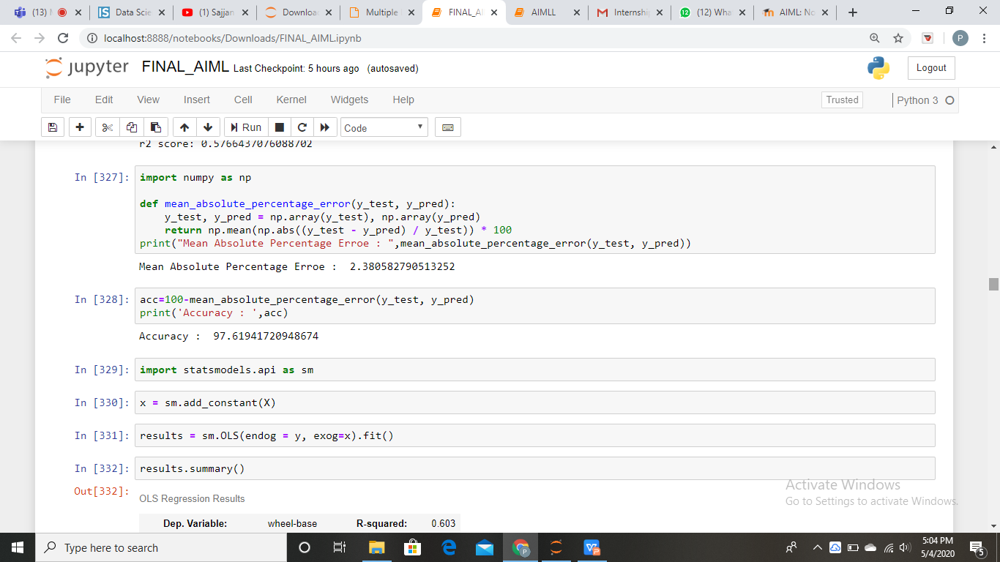 (13) M
Data Scie
(1) Sajjan
Downloa
Multiple
FINAL_A
AIMLL
Internshi
(12) Wha
AIML: No
localhost:8888/notebooks/Downloads/FINAL_AIML.ipynb
P
jupyter FINAL_AIML Last Checkpoint: 5 hours ago (autosaved)
Logout
File Edit View Insert Cell Kernel Widgets Help
Trusted Python 3
Run Code
r2 score: 0.5766437076088702
In [327]: import numpy as np
def mean_absolute_percentage_error(y_test, y_pred):
y_test, y_pred = np.array(y_test), np.array(y_pred)
return np.mean(np.abs((y_test - y_pred) / y_test)) * 100
print("Mean Absolute Percentage Erroe : ",mean_absolute_percentage_error(y_test, y_pred))
Mean Absolute Percentage Erroe :  2.380582790513252
In [328]: acc=100-mean_absolute_percentage_error(y_test, y_pred)
print('Accuracy : ',acc)
Accuracy :  97.61941720948674
In [329]: import statsmodels.api as sm
In [330]: x = sm.add_constant(X)
In [331]: results = sm.OLS(endog = y, exog=x).fit()
In [332]: results.summary()
Out[332]:
OLS Regression Results
Dep. Variable: wheel-base R-squared: 0.603
Activate Windows
Go to Settings to activate Windows.
Type here to search
5:04 PM
5/4/2020
5